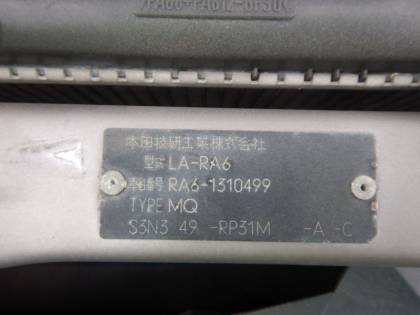 本田技研工業株式会社
型式 LA-RA6
車台番号 RA6-1310499
TYPE MQ
S3N3 49 -RP31M -A -C